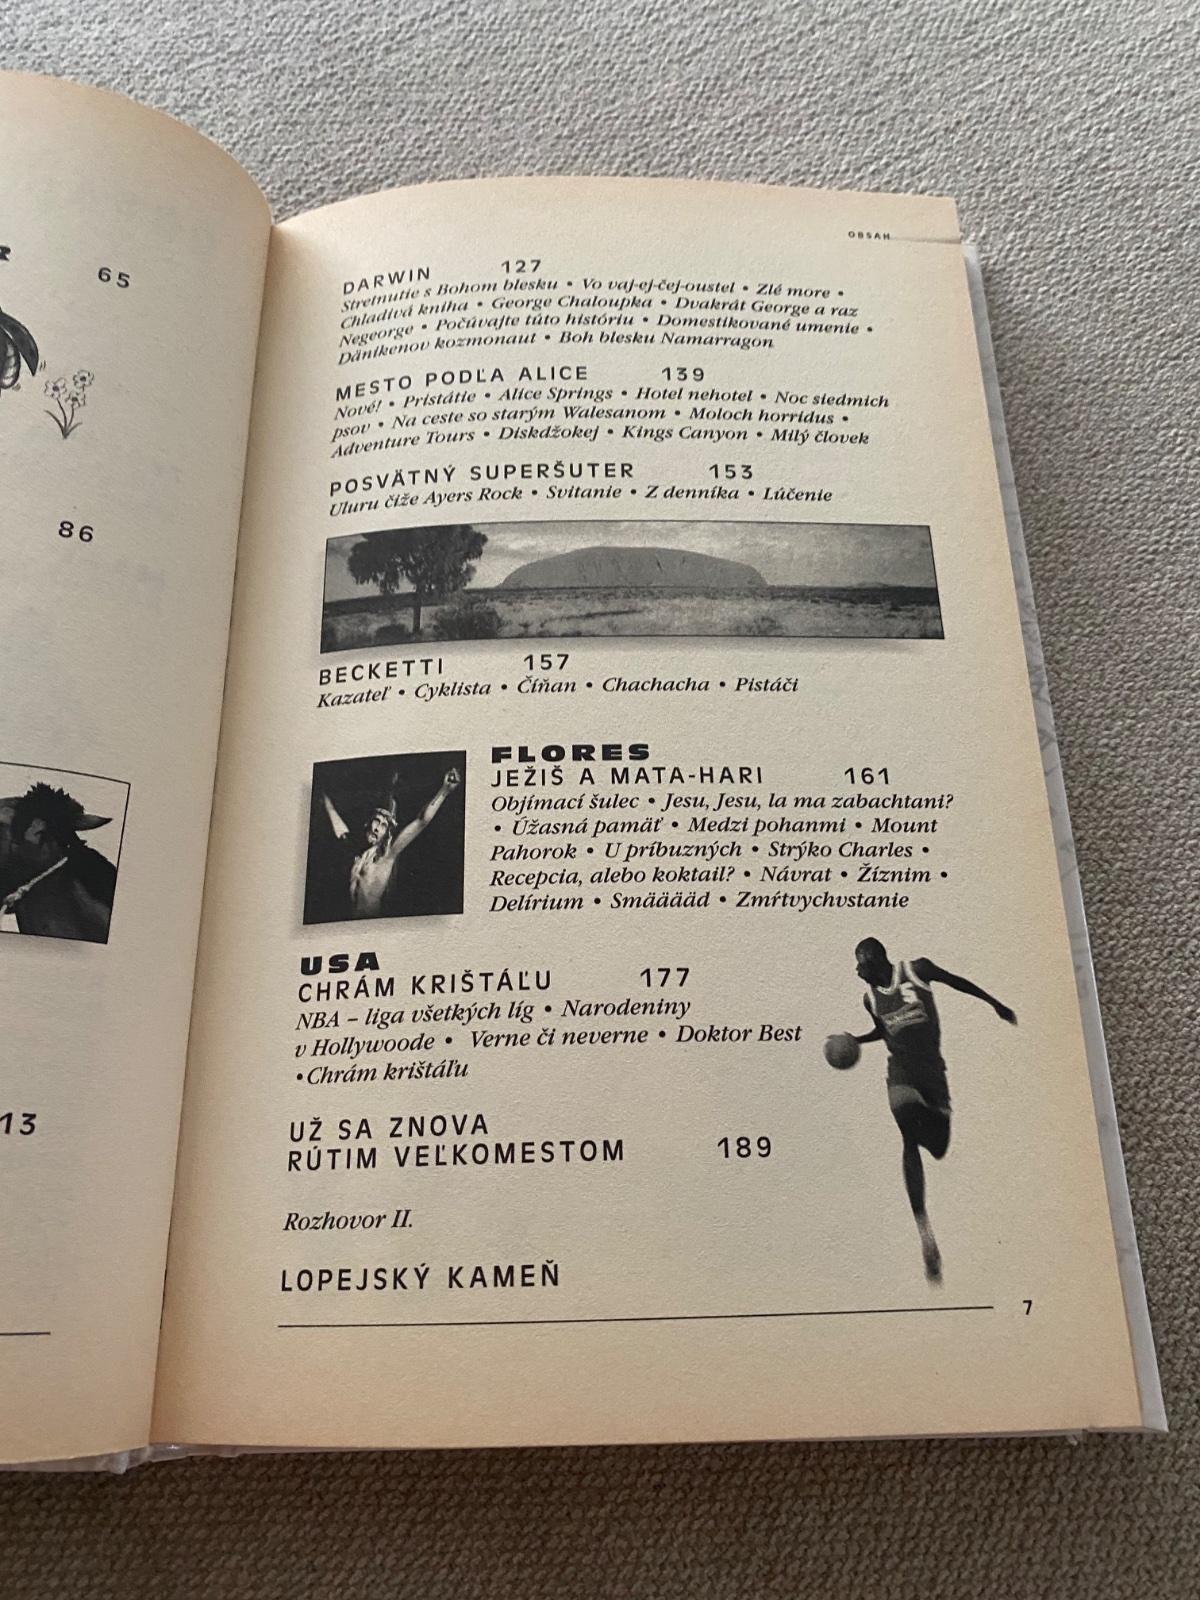 65
86
13
OBSAH
DARWIN 127
Stretnutie s Bohom blesku • Vo vaj-ej-čej-oustel • Zlé more •
Chladivá kniha • George Chaloupka • Dvakrát George a raz
Negeorge • Počúvajte túto históriu • Domestikované umenie •
Dänikenov kozmonaut • Boh blesku Namarragon
MESTO PODĽA ALICE 139
Nové! • Pristátie • Alice Springs • Hotel nehotel • Noc siedmich
psov • Na ceste so starým Walesanom • Moloch horridus •
Adventure Tours • Diskdžokej • Kings Canyon • Milý človek
POSVÄTNÝ SUPERŠUTER 153
Uluru čiže Ayers Rock • Svitanie • Z denníka • Lúčenie
BECKETTI 157
Kazateľ • Cyklista • Číňan • Chachacha • Pistáči
FLORES
JEŽIŠ A MATA-HARI 161
Objímací šulec • Jesu, Jesu, la ma zabachtani?
• Úžasná pamäť • Medzi pohanmi • Mount
Pahorok • U príbuzných • Strýko Charles •
Recepcia, alebo koktail? • Návrat • Žíznim •
Delírium • Smäääääd • Zmŕtvychvstanie
USA
CHRÁM KRIŠTÁĽU 177
NBA – liga všetkých líg • Narodeniny
v Hollywoode • Verne či neverne • Doktor Best
• Chrám krištáľu
UŽ SA ZNOVA
RÚTIM VEĽKOMESTOM 189
Rozhovor II.
LOPEJSKÝ KAMEŇ
7